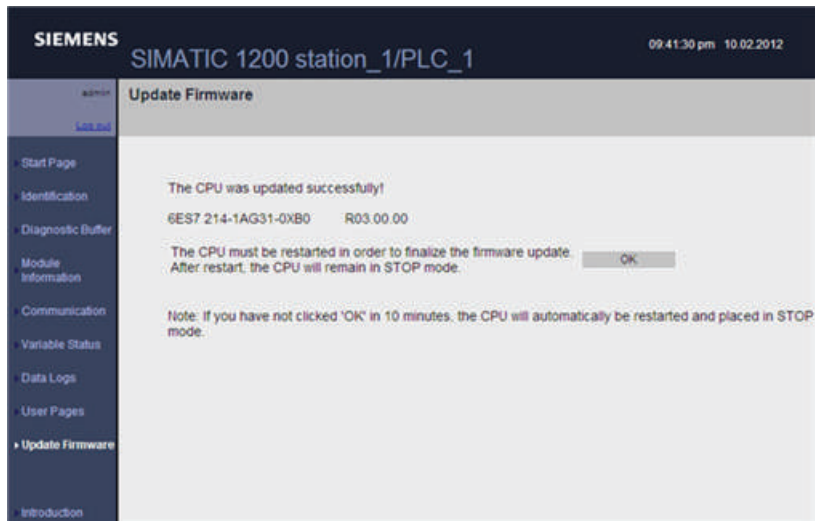 SIEMENS
SIMATIC 1200 station_1/PLC_1
09:41:30 pm 10.02.2012
admin
Log out
Update Firmware
Start Page
Identification
Diagnostic Buffer
Module
Information
Communication
Variable Status
Data Logs
User Pages
Update Firmware
Introduction
The CPU was updated successfully!
6ES7 214-1AG31-0XB0 R03.00.00
The CPU must be restarted in order to finalize the firmware update.
After restart, the CPU will remain in STOP mode.
OK
Note: If you have not clicked 'OK' in 10 minutes, the CPU will automatically be restarted and placed in STOP
mode.